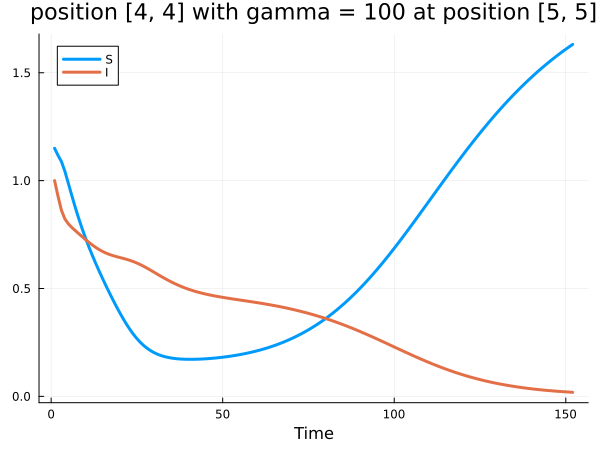 position [4, 4] with gamma = 100 at position [5, 5]
S
I
1.5
1.0
0.5
0.0
0 50 100 150
Time